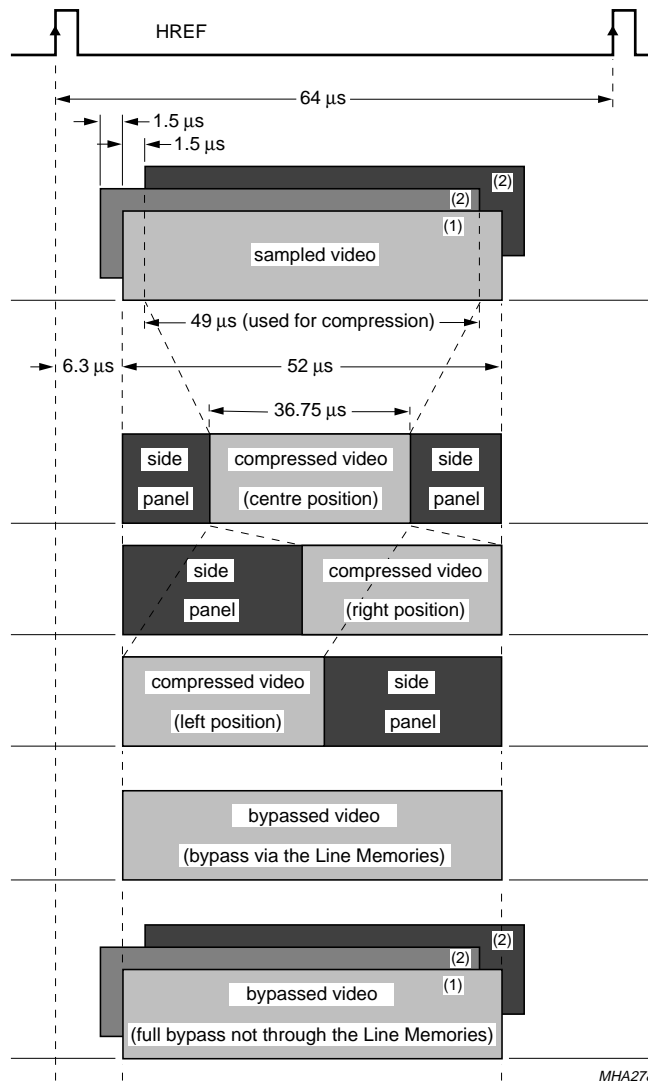 HREF
64 µs
1.5 µs
1.5 µs
(2)
(2)
(1)
sampled video
49 µs (used for compression)
6.3 µs
52 µs
36.75 µs
side
panel
compressed video
(centre position)
side
panel
side
panel
compressed video
(right position)
compressed video
(left position)
side
panel
bypassed video
(bypass via the Line Memories)
(2)
(2)
(1)
bypassed video
(full bypass not through the Line Memories)